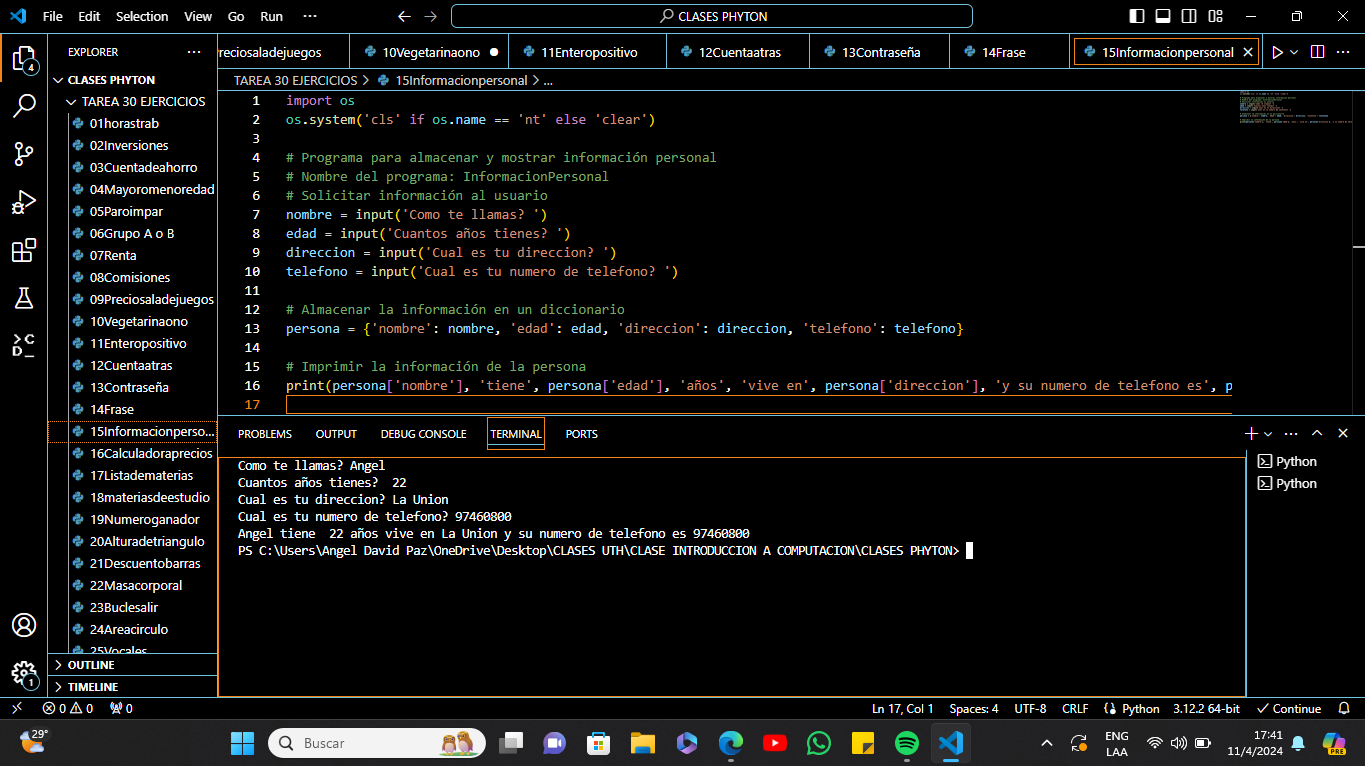 File Edit Selection View Go Run ··· CLASES PHYTON
EXPLORER ···
CLASES PHYTON
TAREA 30 EJERCICIOS
01horastrab
02Inversiones
03Cuentadeahorro
04Mayoromenoredad
05Paroimpar
06Grupo A o B
07Renta
08Comisiones
09Preciosaladejuegos
10Vegetarinaono
11Enteropositivo
12Cuentaatras
13Contraseña
14Frase
15Informacionperso...
16Calculadoraprecios
17Listadematerias
18materiasdeestudio
19Numeroganador
20Alturadetriangulo
21Descuentobarras
22Masacorporal
23Buclesalir
24Areacirculo
25Vocales
OUTLINE
TIMELINE
4
1
Preciosaladejuegos 10Vegetarinaono 11Enteropositivo 12Cuentaatras 13Contraseña 14Frase 15Informacionpersonal
TAREA 30 EJERCICIOS > 15Informacionpersonal > ...
1 import os
2 os.system('cls' if os.name == 'nt' else 'clear')
3
4 # Programa para almacenar y mostrar información personal
5 # Nombre del programa: InformacionPersonal
6 # Solicitar información al usuario
7 nombre = input('Como te llamas? ')
8 edad = input('Cuantos años tienes? ')
9 direccion = input('Cual es tu direccion? ')
10 telefono = input('Cual es tu numero de telefono? ')
11
12 # Almacenar la información en un diccionario
13 persona = {'nombre': nombre, 'edad': edad, 'direccion': direccion, 'telefono': telefono}
14
15 # Imprimir la información de la persona
16 print(persona['nombre'], 'tiene', persona['edad'], 'años', 'vive en', persona['direccion'], 'y su numero de telefono es', p
17
PROBLEMS OUTPUT DEBUG CONSOLE TERMINAL PORTS
Como te llamas? Angel
Cuantos años tienes?  22
Cual es tu direccion? La Union
Cual es tu numero de telefono? 97460800
Angel tiene  22 años vive en La Union y su numero de telefono es 97460800
PS C:\Users\Angel David Paz\OneDrive\Desktop\CLASES UTH\CLASE INTRODUCCION A COMPUTACION\CLASES PHYTON>
Python
Python
0 0 0 Ln 17, Col 1 Spaces: 4 UTF-8 CRLF Python 3.12.2 64-bit Continue
29° Buscar ENG LAA 17:41 11/4/2024 PRE